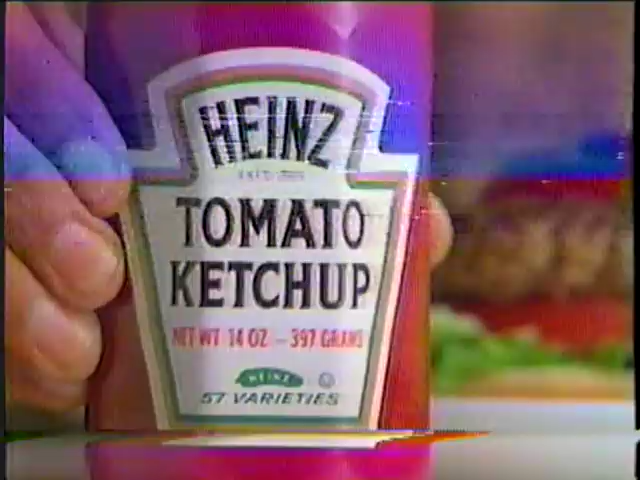 HEINZ
TOMATO
KETCHUP
NET WT 14 OZ - 397 GRAMS
HEINZ
57 VARIETIES